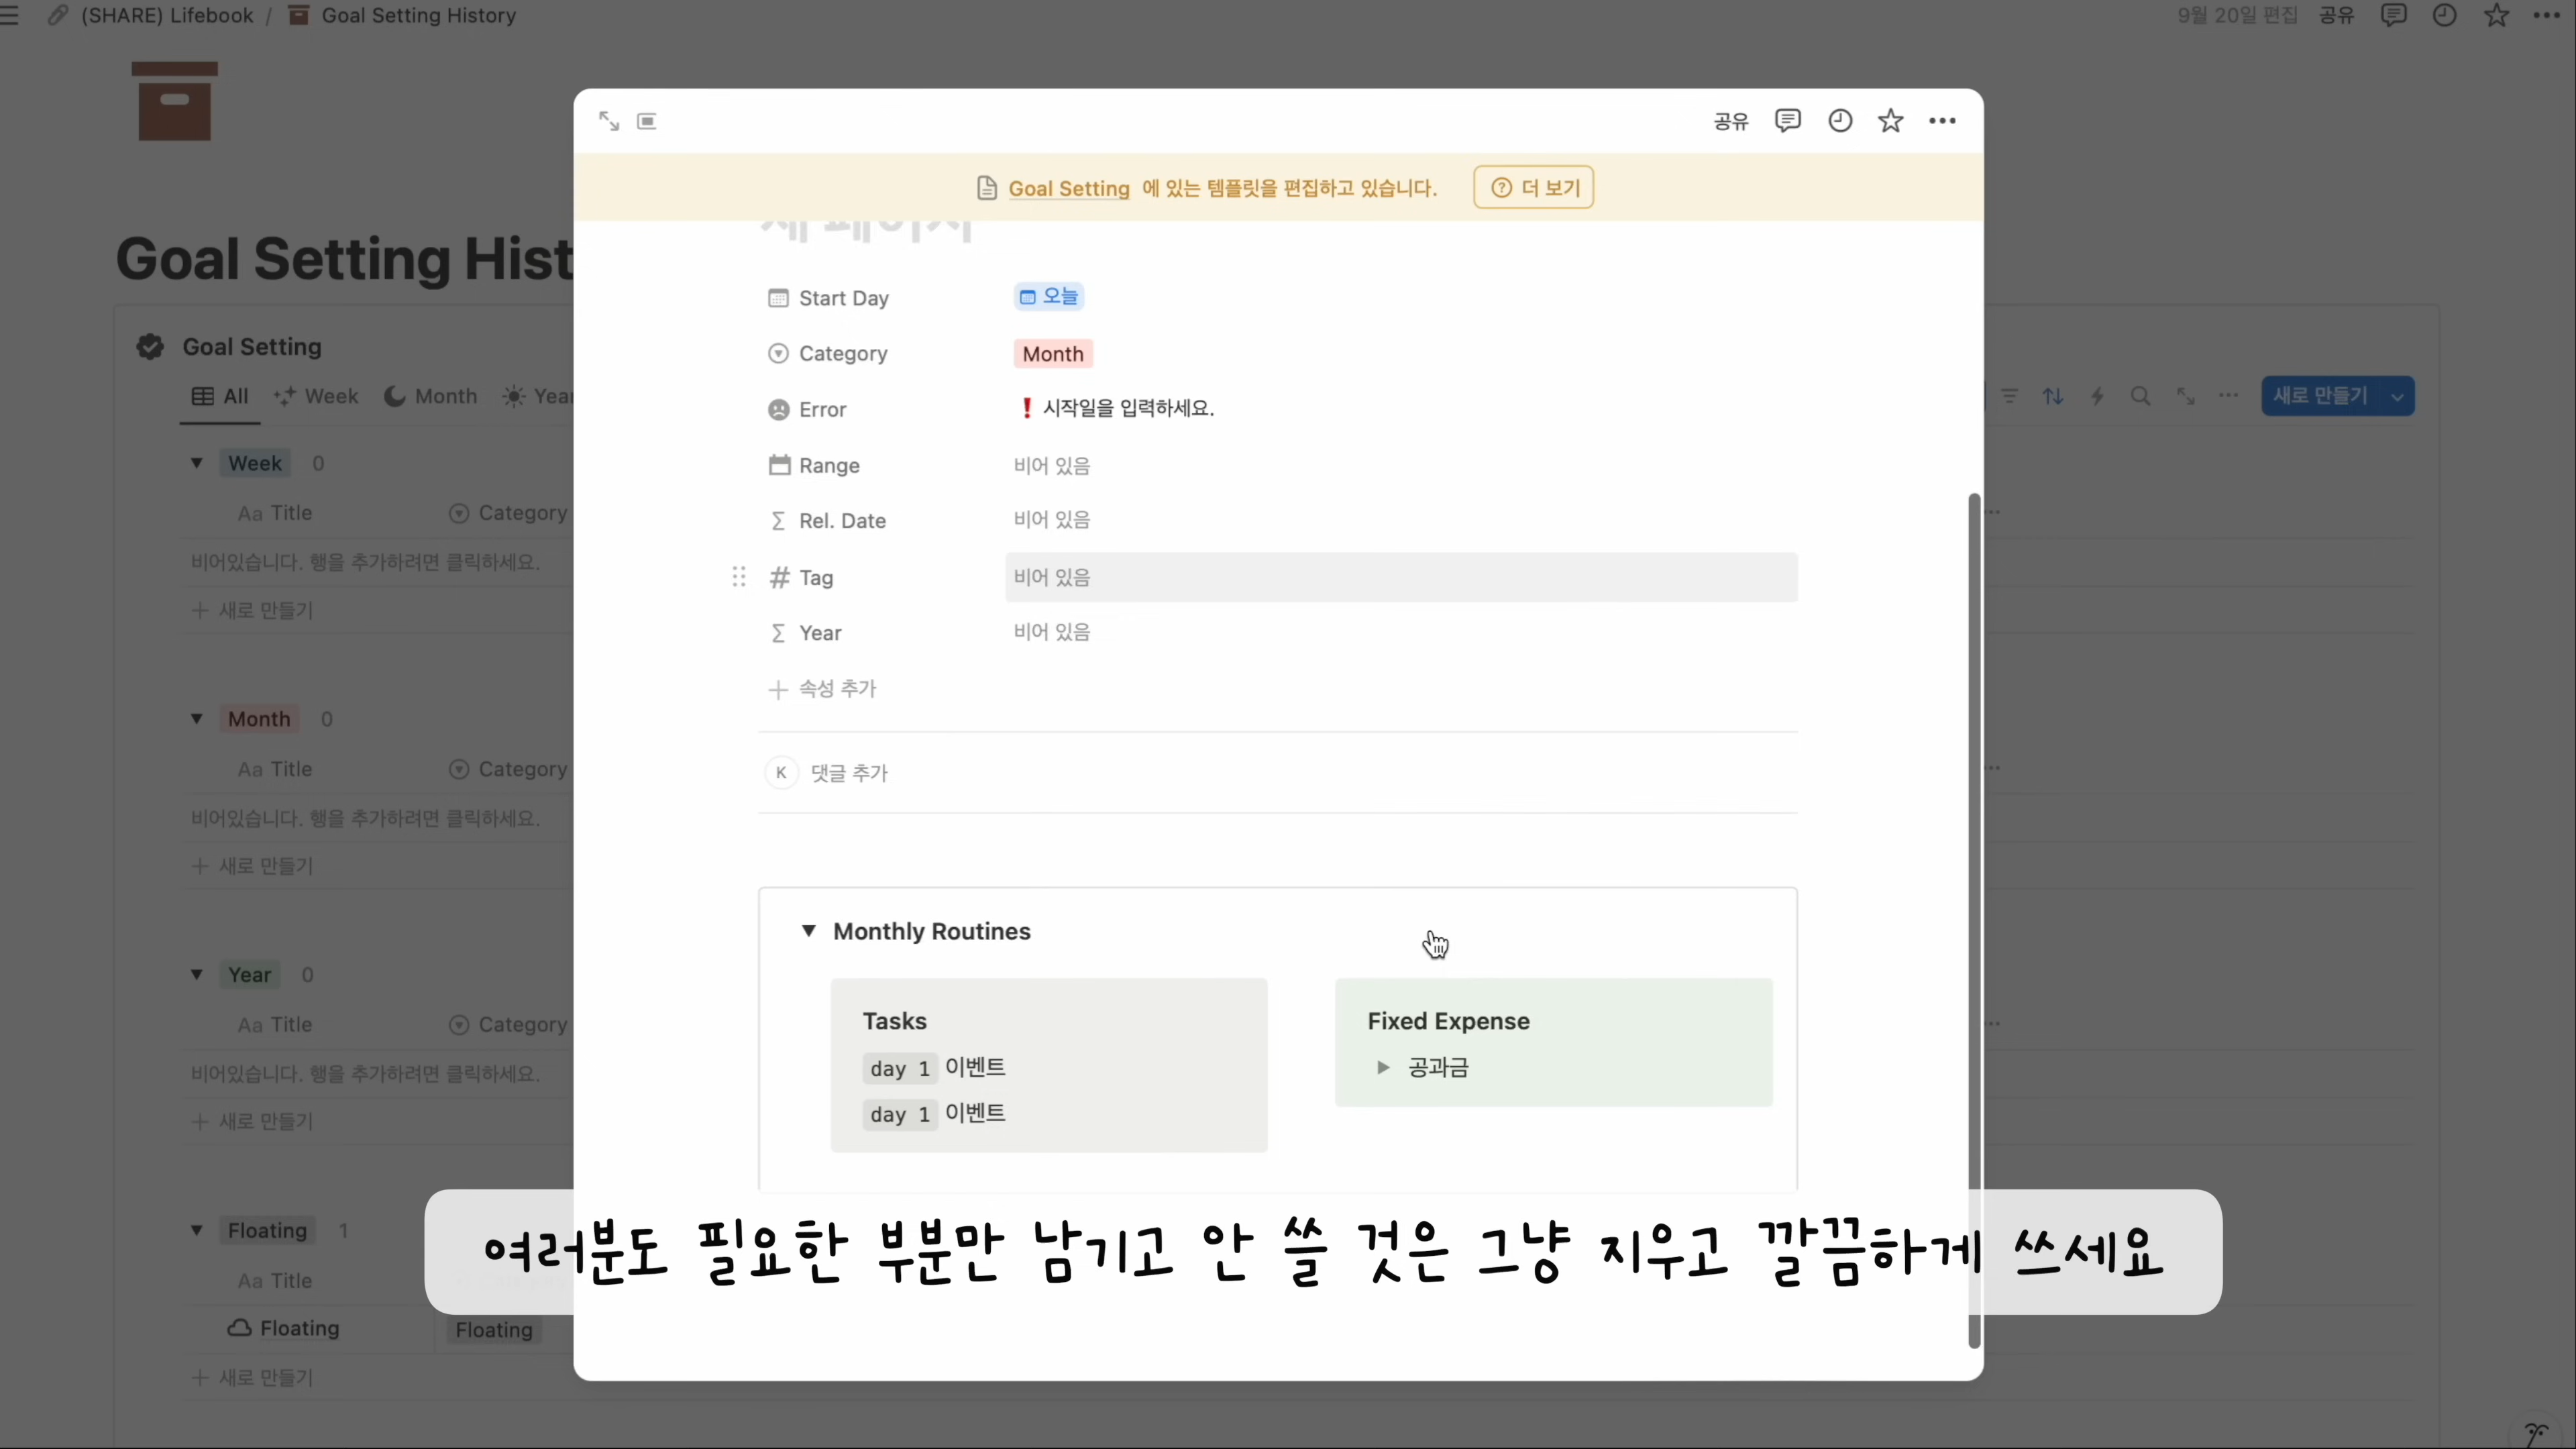 (SHARE) Lifebook / Goal Setting History
9월 20일 편집 공유
Goal Setting Hist
Goal Setting
All Week Month Year
새로 만들기
Week 0
Aa Title Category
비어있습니다. 행을 추가하려면 클릭하세요.
새로 만들기
Month 0
Aa Title Category
비어있습니다. 행을 추가하려면 클릭하세요.
새로 만들기
Year 0
Aa Title Category
비어있습니다. 행을 추가하려면 클릭하세요.
새로 만들기
Floating 1
Aa Title
Floating Floating
새로 만들기
공유
Goal Setting 에 있는 템플릿을 편집하고 있습니다. 더 보기
새 페이지
Start Day 오늘
Category Month
Error ❗ 시작일을 입력하세요.
Range 비어 있음
Rel. Date 비어 있음
# Tag 비어 있음
Σ Year 비어 있음
속성 추가
K 댓글 추가
Monthly Routines
Tasks
day 1 이벤트
day 1 이벤트
Fixed Expense
공과금
여러분도 필요한 부분만 남기고 안 쓸 것은 그냥 지우고 깔끔하게 쓰세요